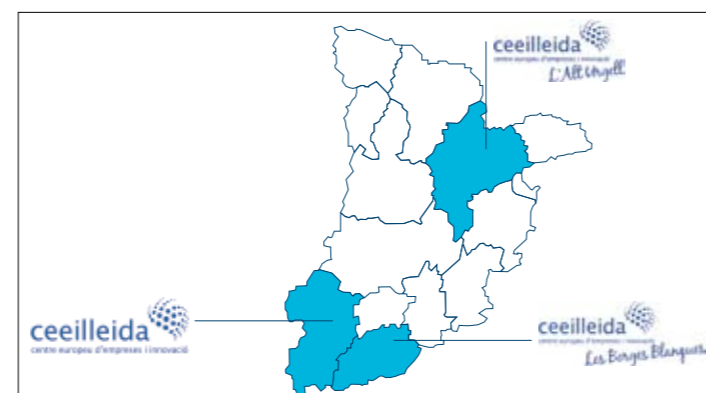 ceeilleida
centre europeu d'empreses i innovació
L'Alt Urgell
ceeilleida
centre europeu d'empreses i innovació
ceeilleida
centre europeu d'empreses i innovació
Les Borges Blanques